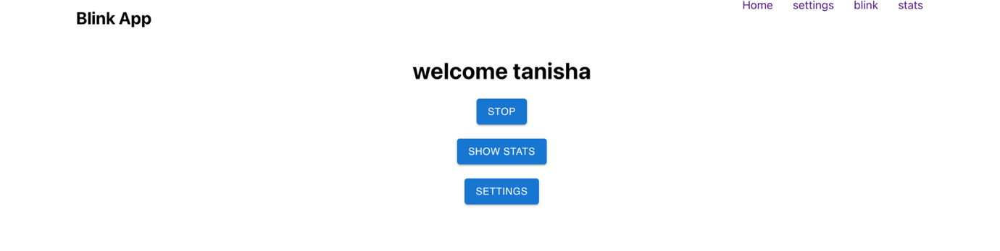 Home settings blink stats
Blink App
welcome tanisha
STOP
SHOW STATS
SETTINGS